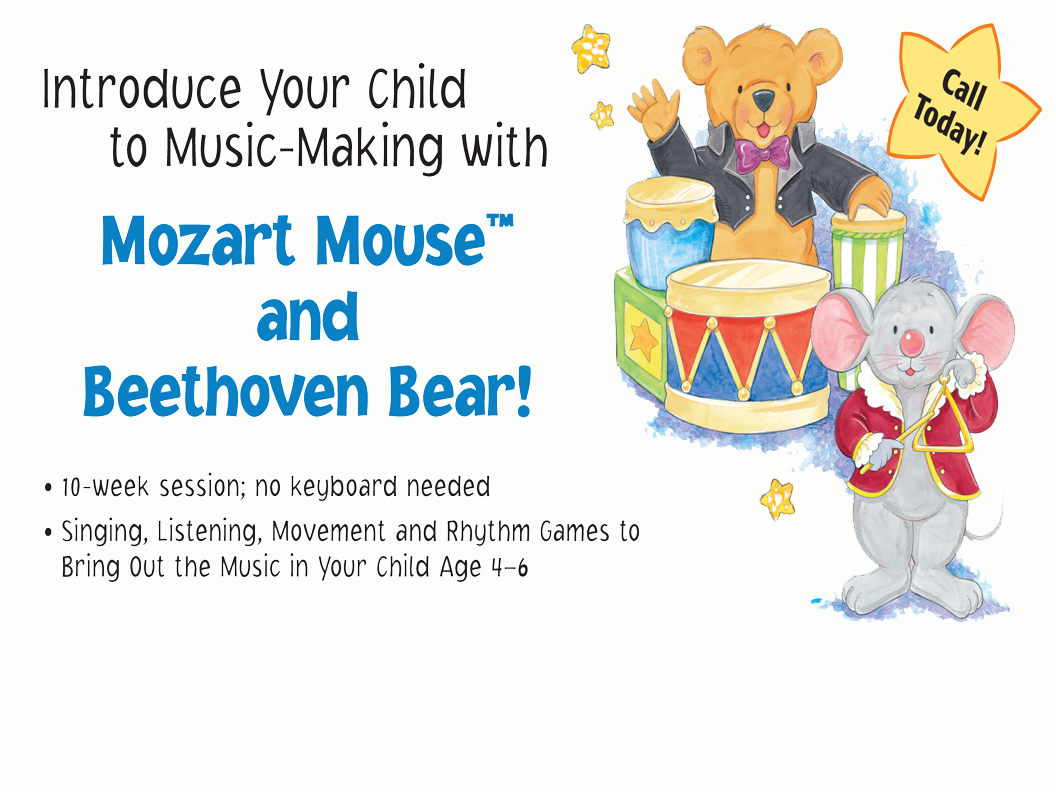 Introduce Your Child
to Music-Making with
Mozart Mouse™
and
Beethoven Bear!
• 10-week session; no keyboard needed
• Singing, Listening, Movement and Rhythm Games to
Bring Out the Music in Your Child Age 4–6
Call
Today!